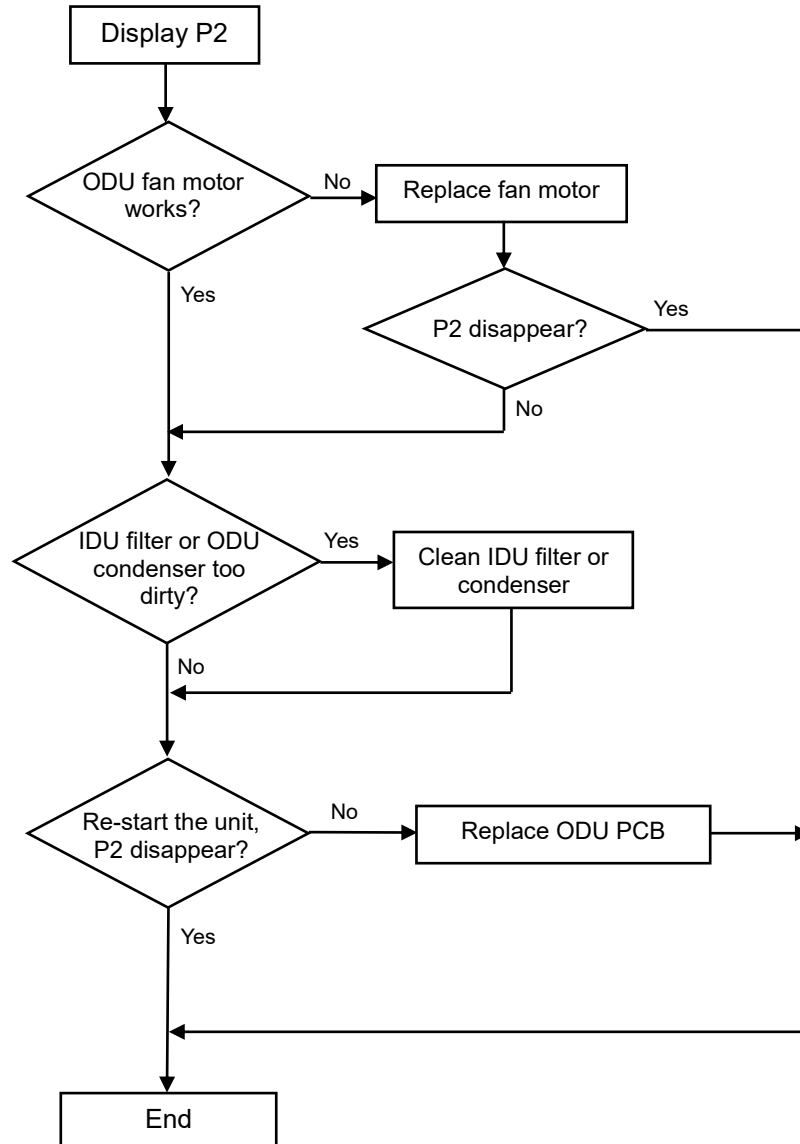 Display P2
ODU fan motor
works?
No
Replace fan motor
Yes
P2 disappear?
Yes
No
IDU filter or ODU
condenser too
dirty?
Yes
Clean IDU filter or
condenser
No
Re-start the unit,
P2 disappear?
No
Replace ODU PCB
Yes
End